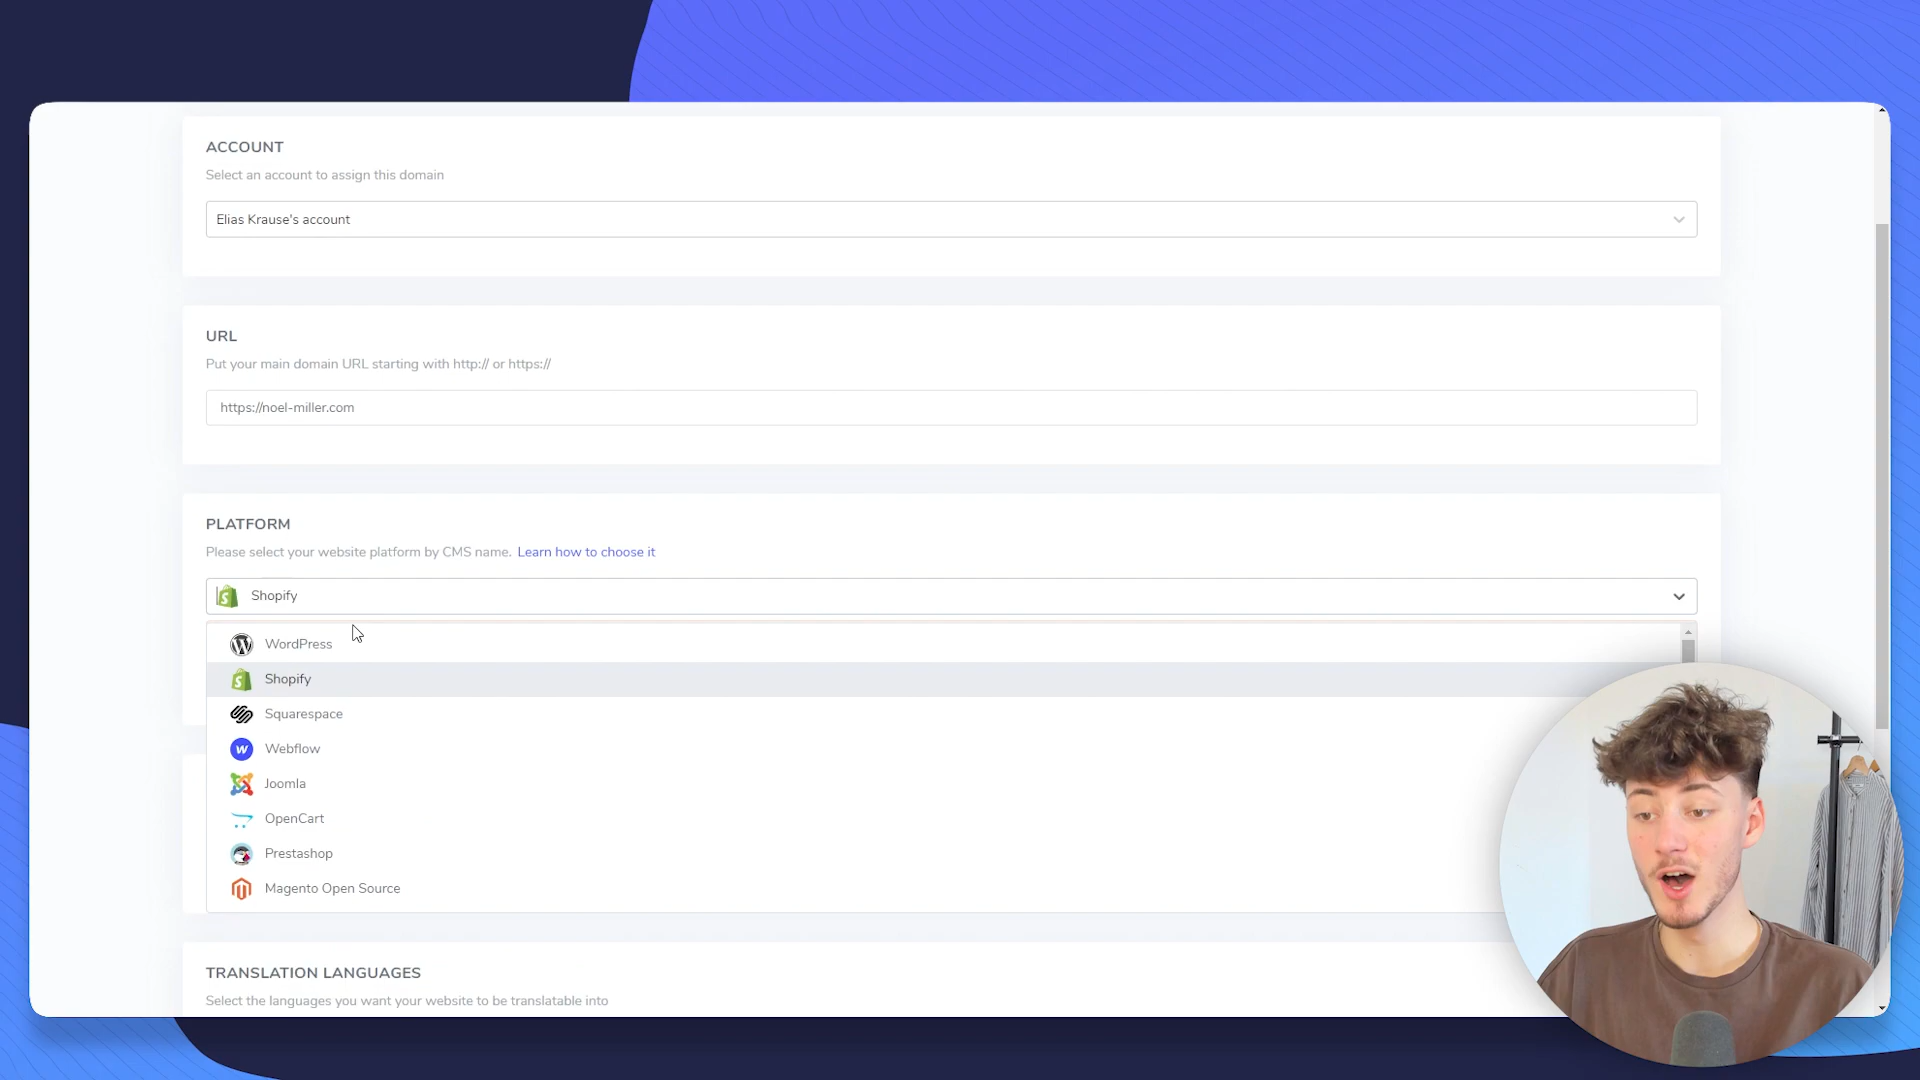 ACCOUNT
Select an account to assign this domain
Elias Krause's account
URL
Put your main domain URL starting with http:// or https://
https://noel-miller.com
PLATFORM
Please select your website platform by CMS name. Learn how to choose it
Shopify
WordPress
Shopify
Squarespace
Webflow
Joomla
OpenCart
Prestashop
Magento Open Source
TRANSLATION LANGUAGES
Select the languages you want your website to be translatable into